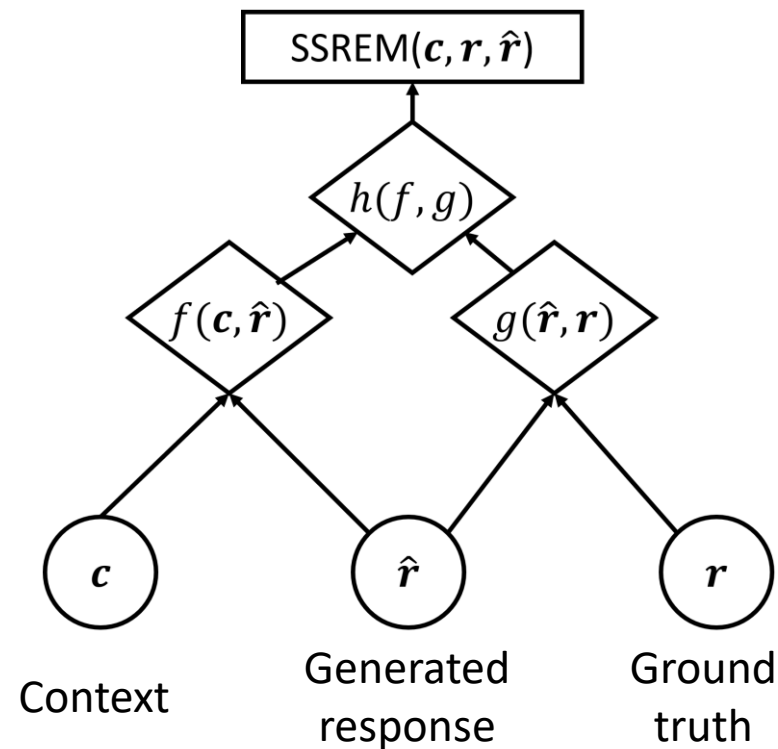 SSREM(c, r, r̂)
h(f, g)
f(c, r̂)
g(r̂, r)
c
r̂
r
Context
Generated
response
Ground
truth